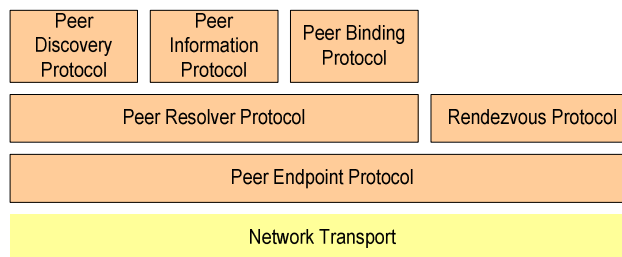 Peer
Discovery
Protocol
Peer
Information
Protocol
Peer Binding
Protocol
Peer Resolver Protocol
Rendezvous Protocol
Peer Endpoint Protocol
Network Transport